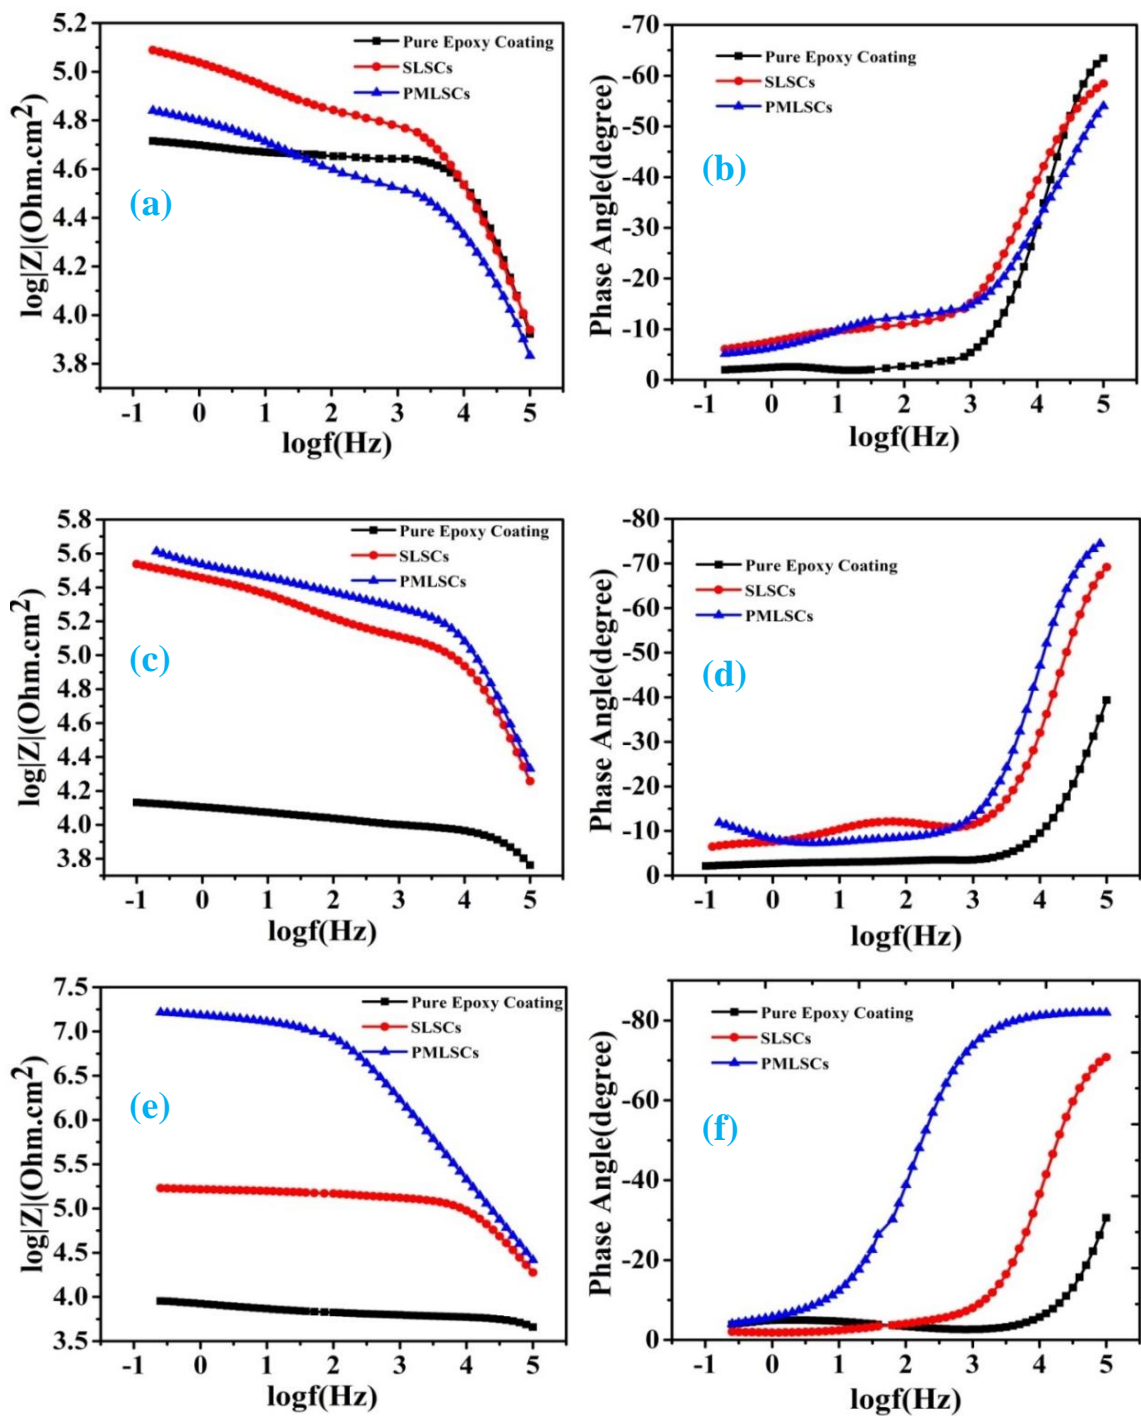 5.2
5.0
4.8
4.6
4.4
4.2
4.0
3.8
log|Z|(Ohm.cm²)
Pure Epoxy Coating
SLSCs
PMLSCs
(a)
-1 0 1 2 3 4 5
logf(Hz)
-70
-60
-50
-40
-30
-20
-10
0
Phase Angle(degree)
Pure Epoxy Coating
SLSCs
PMLSCs
(b)
-1 0 1 2 3 4 5
logf(Hz)
5.8
5.6
5.4
5.2
5.0
4.8
4.6
4.4
4.2
4.0
3.8
log|Z|(Ohm.cm²)
Pure Epoxy Coating
SLSCs
PMLSCs
(c)
-1 0 1 2 3 4 5
logf(Hz)
-80
-70
-60
-50
-40
-30
-20
-10
0
Phase Angle(degree)
Pure Epoxy Coating
SLSCs
PMLSCs
(d)
-1 0 1 2 3 4 5
logf(Hz)
7.5
7.0
6.5
6.0
5.5
5.0
4.5
4.0
3.5
log|Z|(Ohm.cm²)
Pure Epoxy Coating
SLSCs
PMLSCs
(e)
-1 0 1 2 3 4 5
logf(Hz)
-80
-60
-40
-20
0
Phase Angle(degree)
Pure Epoxy Coating
SLSCs
PMLSCs
(f)
-1 0 1 2 3 4 5
logf(Hz)